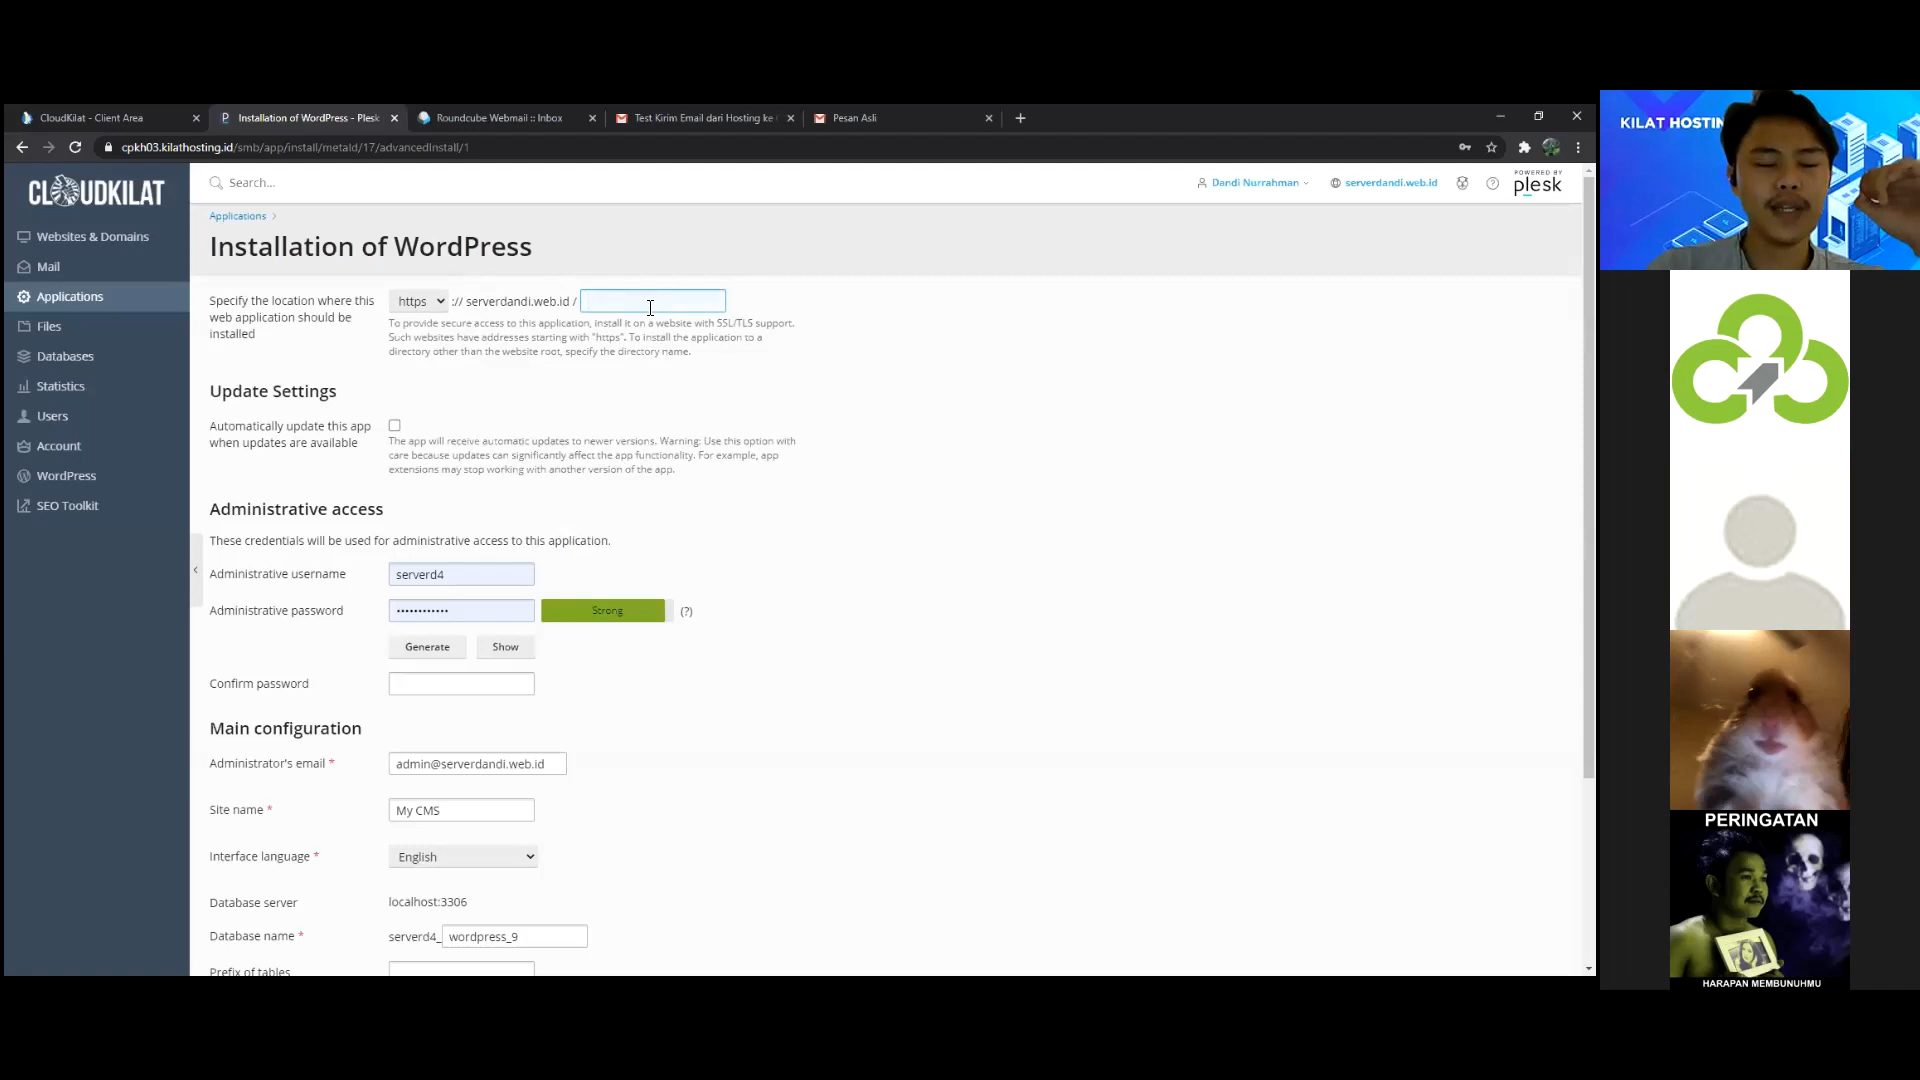 CloudKilat - Client Area
Installation of WordPress - Plesk
Roundcube Webmail :: Inbox
Test Kirim Email dari Hosting ke
Pesan Asli
cpkh03.kilathosting.id/smb/app/install/metaId/17/advancedInstall/1
CLOUDKILAT
Websites & Domains
Mail
Applications
Files
Databases
Statistics
Users
Account
WordPress
SEO Toolkit
Search...
Dandi Nurrahman
serverdandi.web.id
POWERED BY
plesk
Applications >
Installation of WordPress
Specify the location where this
web application should be
installed
https :// serverdandi.web.id /
To provide secure access to this application, install it on a website with SSL/TLS support.
Such websites have addresses starting with "https". To install the application to a
directory other than the website root, specify the directory name.
Update Settings
Automatically update this app
when updates are available
The app will receive automatic updates to newer versions. Warning: Use this option with
care because updates can significantly affect the app functionality. For example, app
extensions may stop working with another version of the app.
Administrative access
These credentials will be used for administrative access to this application.
Administrative username
serverd4
Administrative password
••••••••••••
Strong
(?)
Generate
Show
Confirm password
Main configuration
Administrator's email *
admin@serverdandi.web.id
Site name *
My CMS
Interface language *
English
Database server
localhost:3306
Database name *
serverd4_ wordpress_9
Prefix of tables
KILAT HOSTIN
PERINGATAN
HARAPAN MEMBUNUHMU